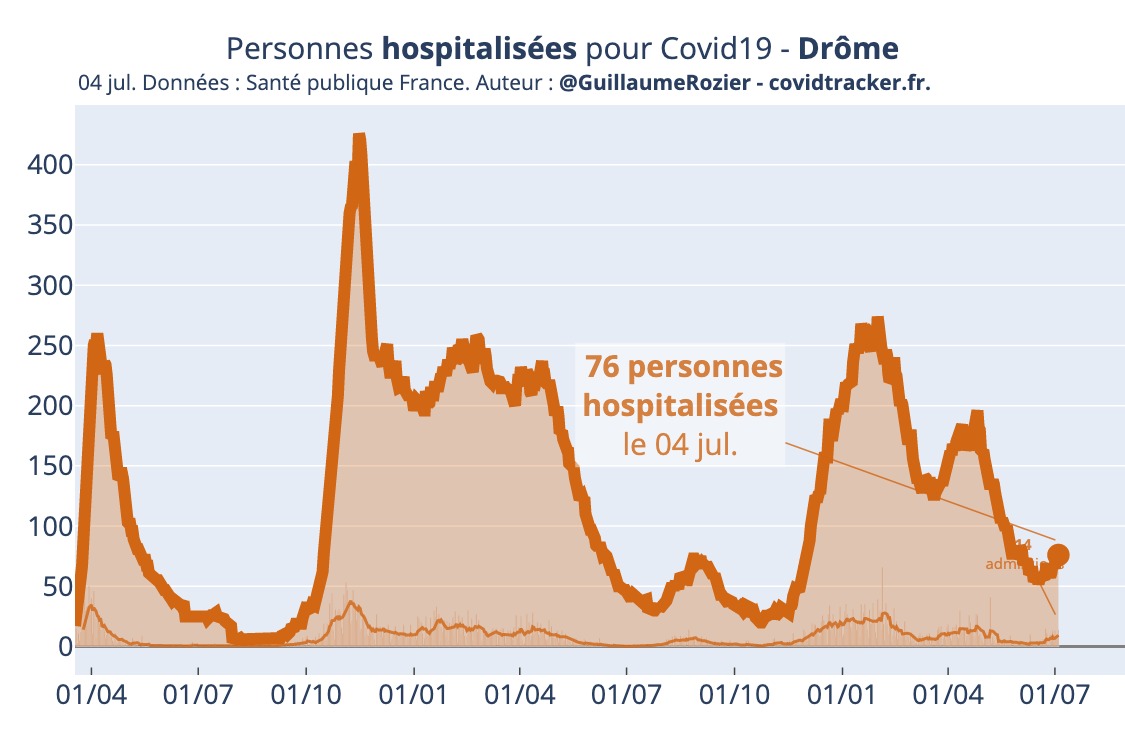 Personnes hospitalisées pour Covid19 - Drôme
04 jul. Données : Santé publique France. Auteur : @GuillaumeRozier - covidtracker.fr.
400
350
300
250
200
150
100
50
0
76 personnes
hospitalisées
le 04 jul.
14
01/04 01/07 01/10 01/01 01/04 01/07 01/10 01/01 01/04 01/07